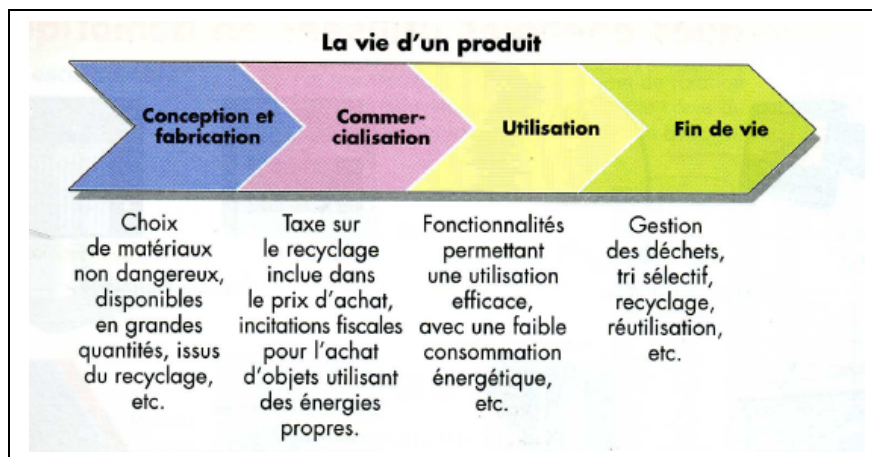 La vie d'un produit
Conception et
fabrication
Commer-
cialisation
Utilisation
Fin de vie
Choix
de matériaux
non dangereux,
disponibles
en grandes
quantités, issus
du recyclage,
etc.
Taxe sur
le recyclage
inclue dans
le prix d'achat,
incitations fiscales
pour l'achat
d'objets utilisant
des énergies
propres.
Fonctionnalités
permettant
une utilisation
efficace,
avec une faible
consommation
énergétique,
etc.
Gestion
des déchets,
tri sélectif,
recyclage,
réutilisation,
etc.